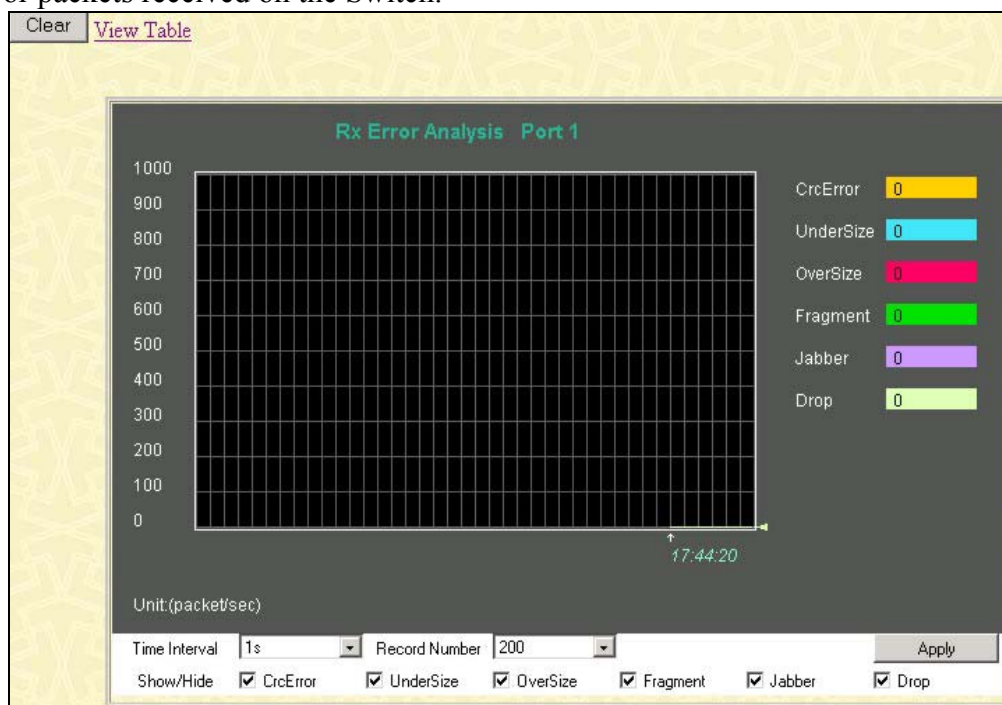 of packets received on the Switch.
Clear View Table
Rx Error Analysis Port 1
1000
900
800
700
600
500
400
300
200
100
0
CrcError 0
UnderSize 0
OverSize 0
Fragment 0
Jabber 0
Drop 0
17:44:20
Unit:(packet/sec)
Time Interval 1s Record Number 200 Apply
Show/Hide CrcError UnderSize OverSize Fragment Jabber Drop